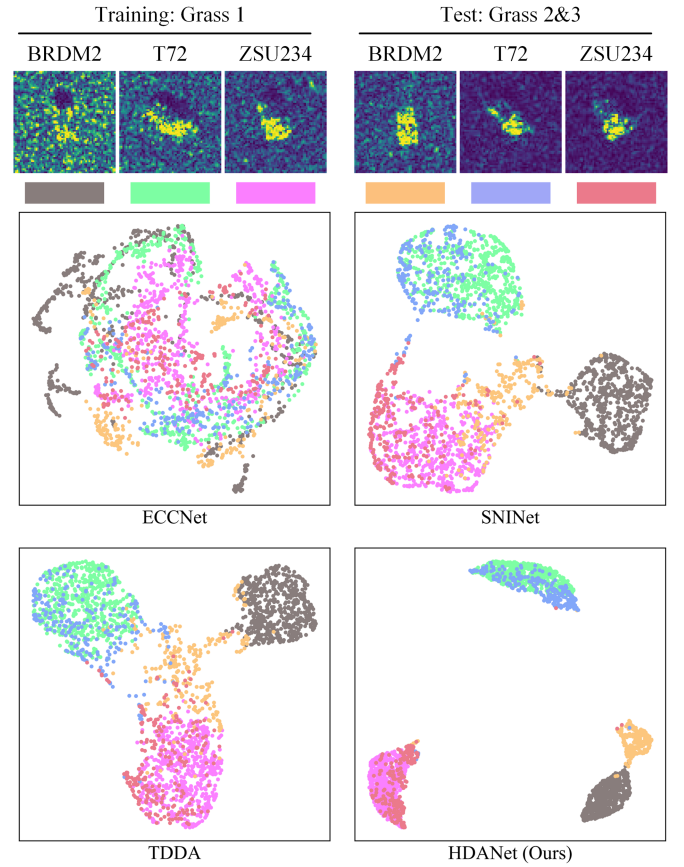 Training: Grass 1
Test: Grass 2&3
BRDM2 T72 ZSU234
BRDM2 T72 ZSU234
ECCNet
SNINet
TDDA
HDANet (Ours)